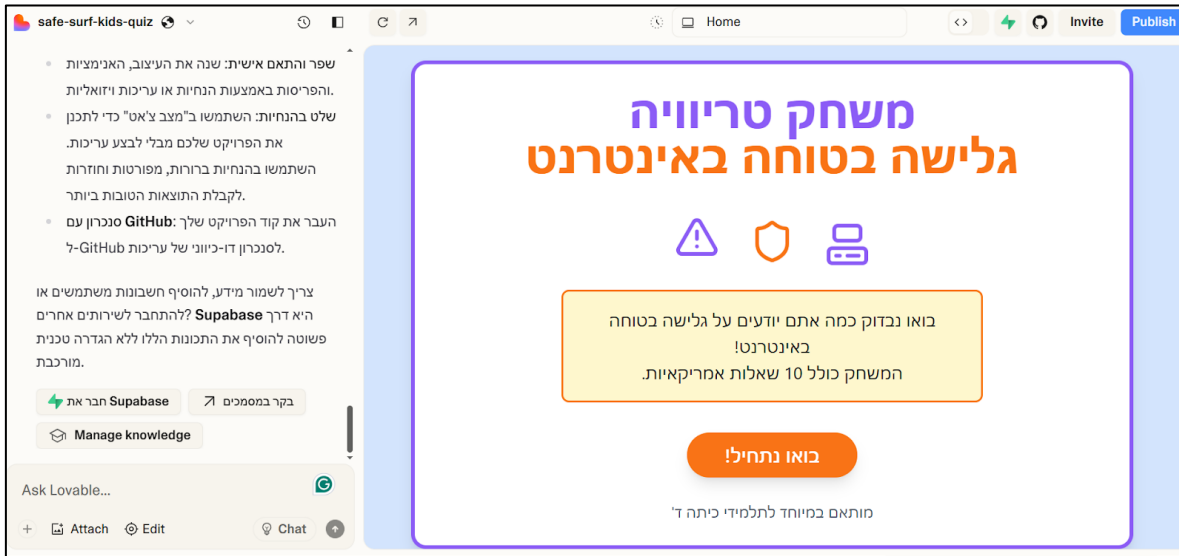 safe-surf-kids-quiz
Home
Invite
Publish
שפר והתאם אישית: שנה את העיצוב, האנימציות
והפריסות באמצעות הנחיות או עריכות ויזואליות.
שלט בהנחיות: השתמשו ב"מצב צ'אט" כדי לתכנן
את הפרויקט שלכם מבלי לבצע עריכות.
השתמשו בהנחיות ברורות, מפורטות וחוזרות
לקבלת התוצאות הטובות ביותר.
סנכרון עם GitHub: העבר את קוד הפרויקט שלך
ל-GitHub לסנכרון דו-כיווני של עריכות.
צריך לשמור מידע, להוסיף חשבונות משתמשים או
להתחבר לשירותים אחרים? Supabase היא דרך
פשוטה להוסיף את התכונות הללו ללא הגדרה טכנית
מורכבת.
חבר את Supabase
בקר במסמכים
Manage knowledge
Ask Lovable...
Attach
Edit
Chat
משחק טריוויה
גלישה בטוחה באינטרנט
בואו נבדוק כמה אתם יודעים על גלישה בטוחה
באינטרנט!
המשחק כולל 10 שאלות אמריקאיות.
בואו נתחיל!
מותאם במיוחד לתלמידי כיתה ד'